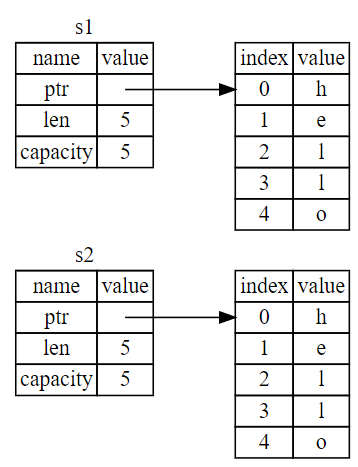 s1
name value index value
ptr 0 h
len 5 1 e
capacity 5 2 l
3 l
4 o
s2
name value index value
ptr 0 h
len 5 1 e
capacity 5 2 l
3 l
4 o